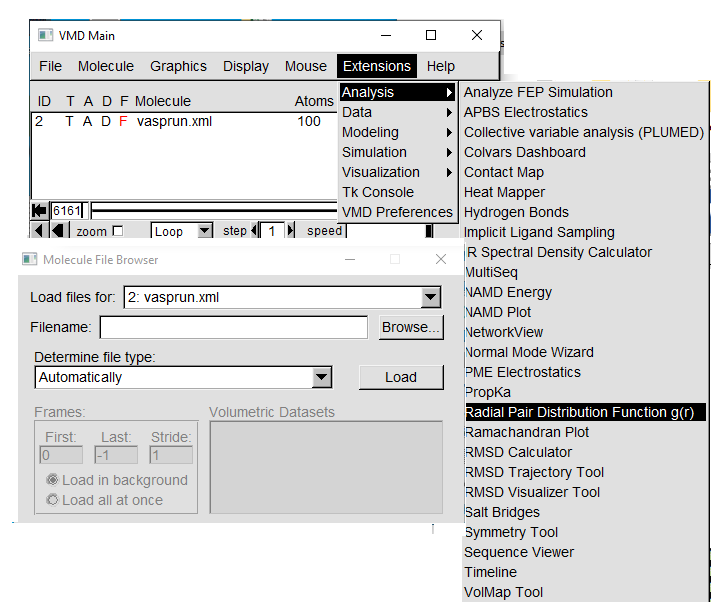 VMD Main
File Molecule Graphics Display Mouse Extensions Help
ID T A D F Molecule Atoms
2 T A D F vasprun.xml 100
6161
zoom Loop step 1 speed
Analysis
Data
Modeling
Simulation
Visualization
Tk Console
VMD Preferences
Analyze FEP Simulation
APBS Electrostatics
Collective variable analysis (PLUMED)
Colvars Dashboard
Contact Map
Heat Mapper
Hydrogen Bonds
Implicit Ligand Sampling
IR Spectral Density Calculator
MultiSeq
NAMD Energy
NAMD Plot
NetworkView
Normal Mode Wizard
PME Electrostatics
PropKa
Radial Pair Distribution Function g(r)
Ramachandran Plot
RMSD Calculator
RMSD Trajectory Tool
RMSD Visualizer Tool
Salt Bridges
Symmetry Tool
Sequence Viewer
Timeline
VolMap Tool
Molecule File Browser
Load files for: 2: vasprun.xml
Filename: Browse...
Determine file type:
Automatically Load
Frames: Volumetric Datasets
First: Last: Stride:
0 -1 1
Load in background
Load all at once